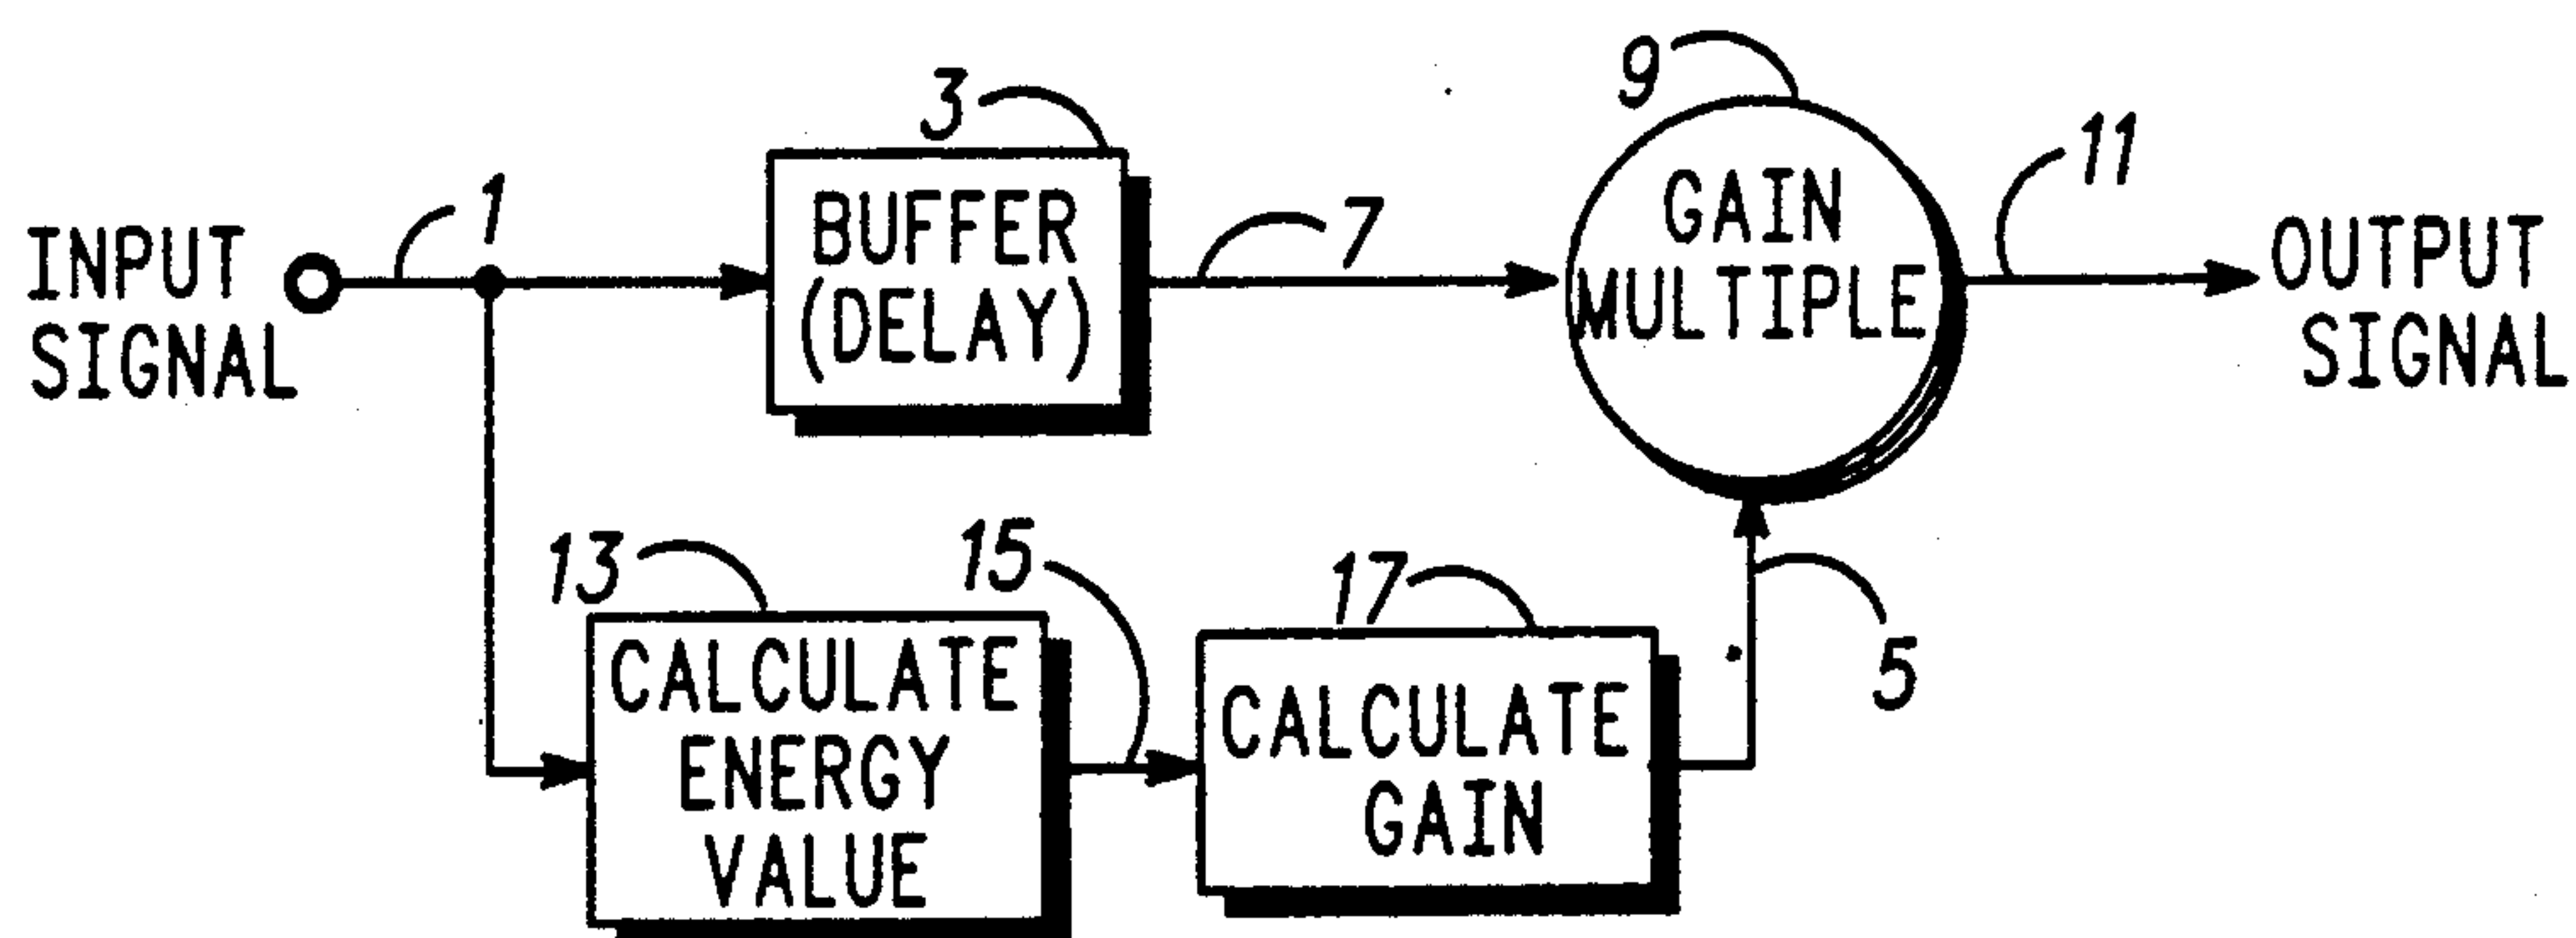 INPUT
SIGNAL
1
3
BUFFER
(DELAY)
7
9
GAIN
MULTIPLE
11
OUTPUT
SIGNAL
13
CALCULATE
ENERGY
VALUE
15
17
CALCULATE
GAIN
5